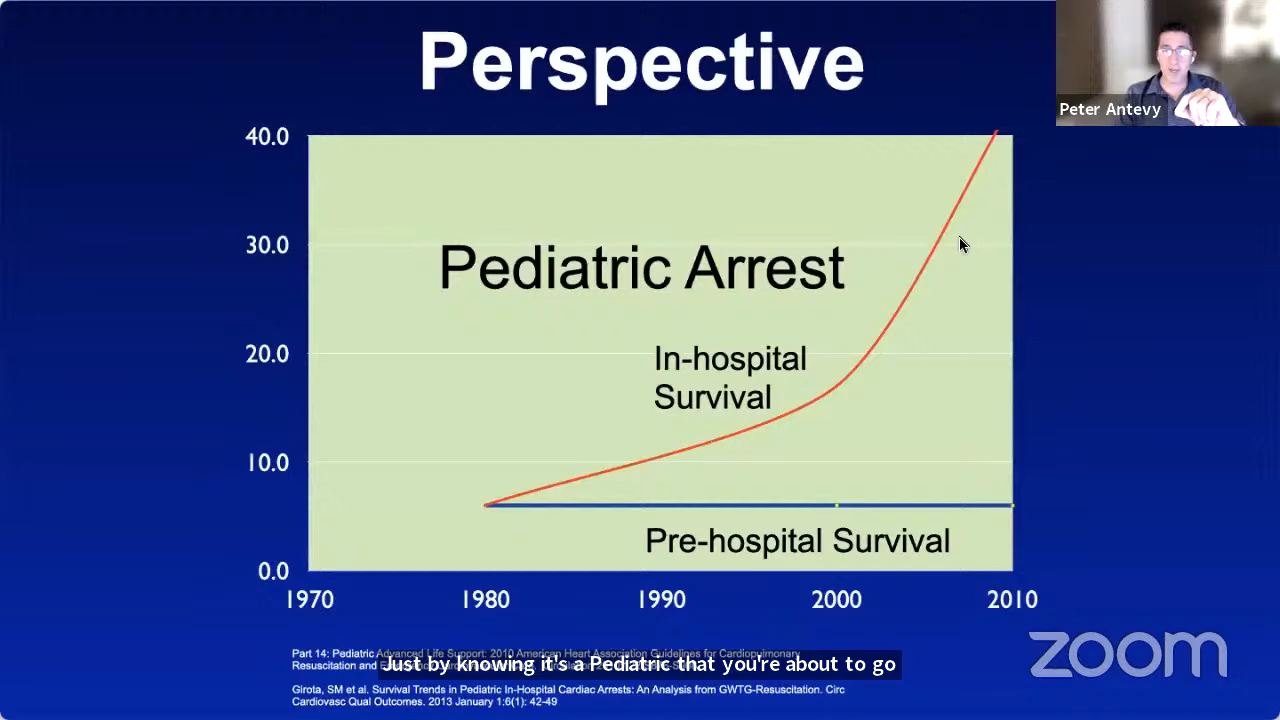 Perspective
Peter Antevy
40.0
30.0
20.0
10.0
0.0
Pediatric Arrest
In-hospital
Survival
Pre-hospital Survival
1970 1980 1990 2000 2010
Part 14: Pediatric Advanced Life Support: 2010 American Heart Association Guidelines for Cardiopulmonary
Resuscitation and
Just by knowing it's a Pediatric that you're about to go
Girota, SM et al. Survival Trends in Pediatric In-Hospital Cardiac Arrests: An Analysis from GWTG-Resuscitation. Circ
Cardiovasc Qual Outcomes. 2013 January 1:6(1): 42-49
zoom